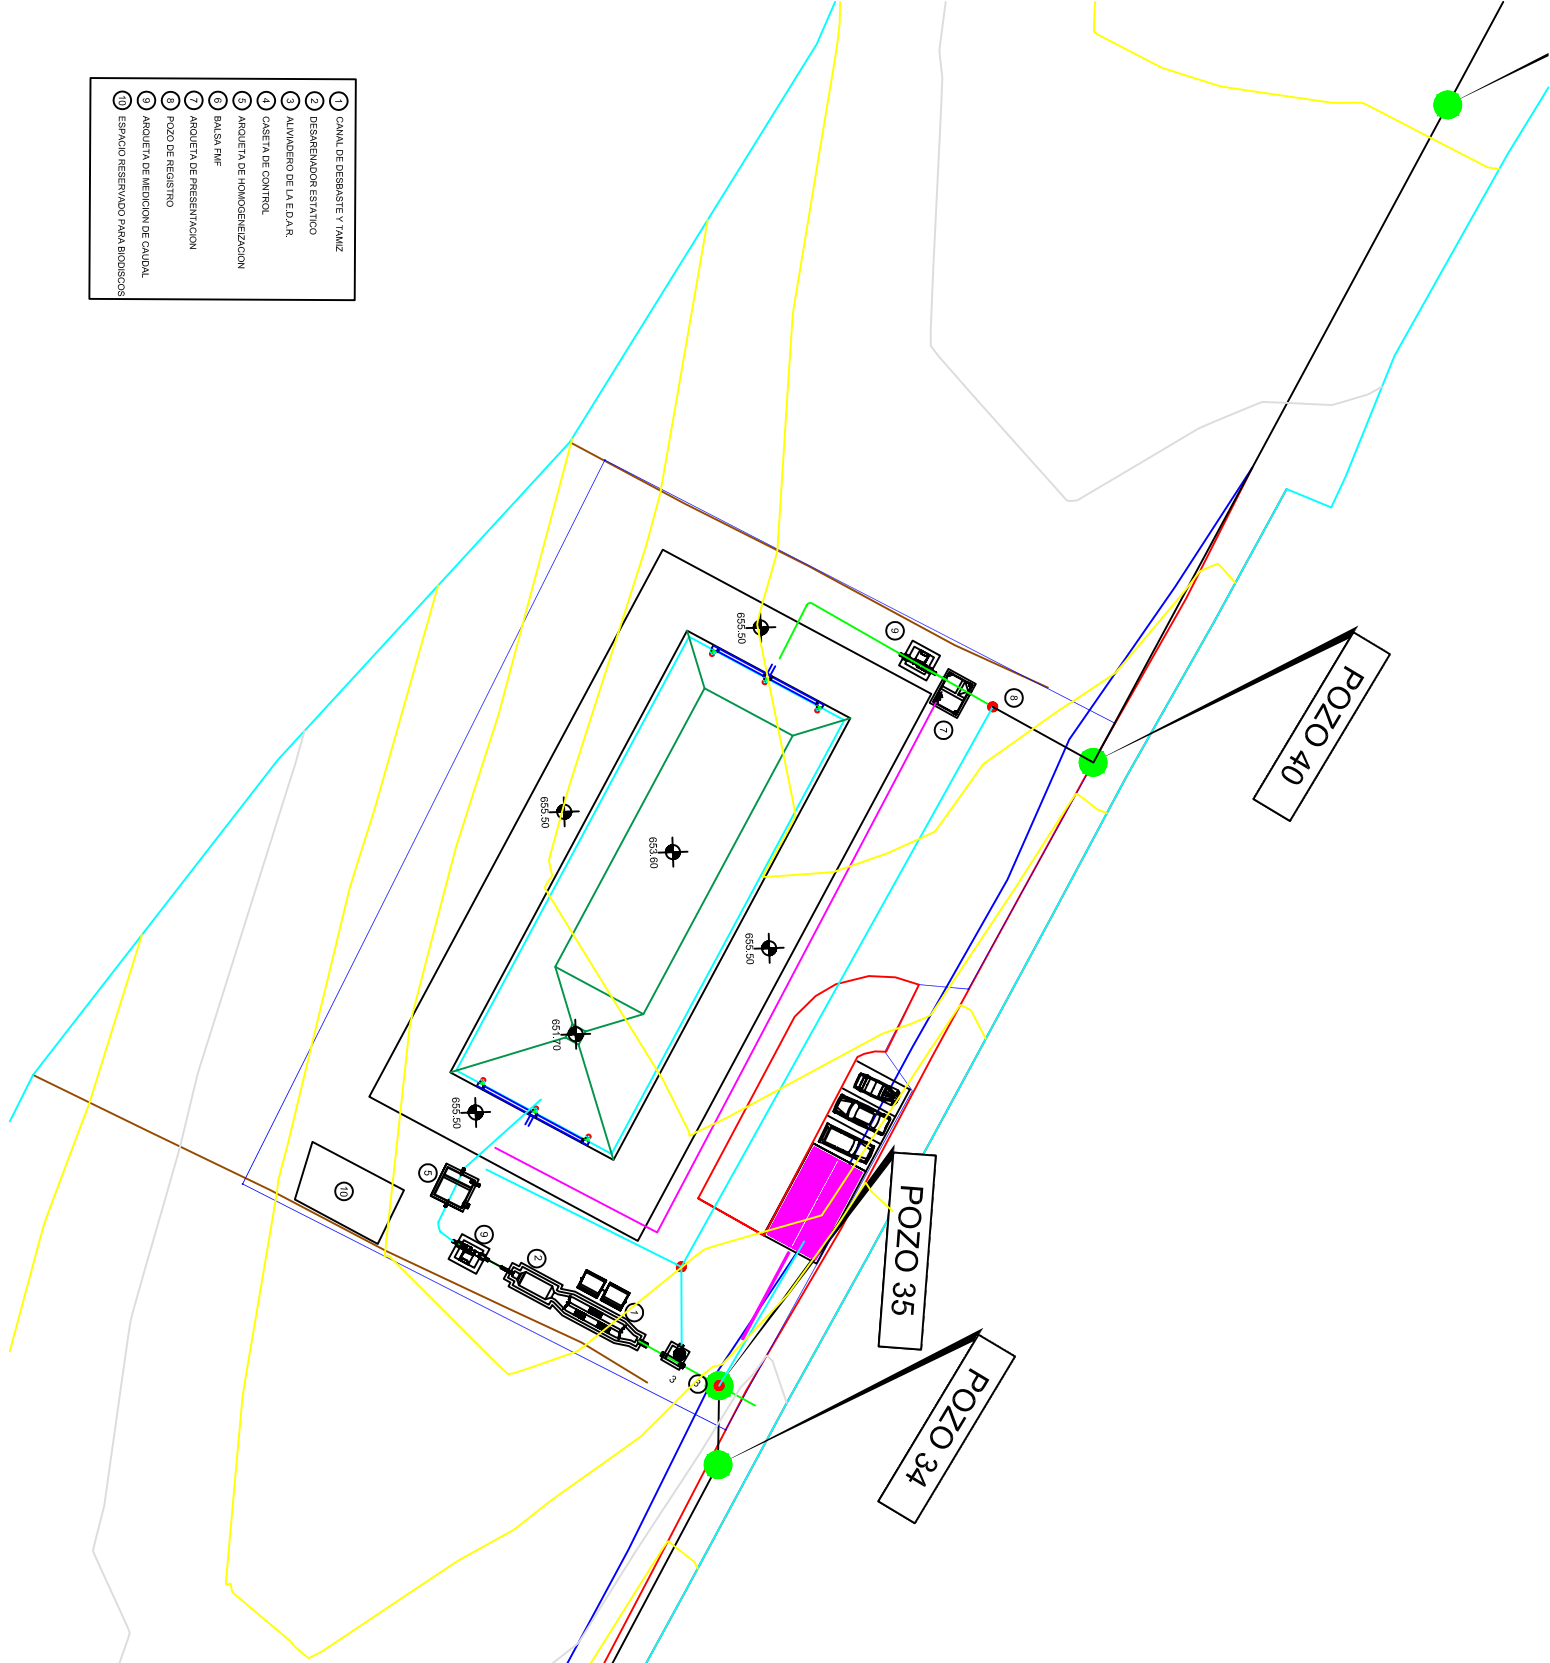 1 CANAL DE DESBASTE Y TAMIZ
2 DESARENADOR ESTATICO
3 ALIVIADERO DE LA E.D.A.R.
4 CASETA DE CONTROL
5 ARQUETA DE HOMOGENEIZACION
6 BALSA FMF
7 ARQUETA DE PRESENTACION
8 POZO DE REGISTRO
9 ARQUETA DE MEDICION DE CAUDAL
10 ESPACIO RESERVADO PARA BIODISCOS
POZO 40
POZO 35
POZO 34
655.50
9
8
7
655.50
653.60
655.50
651.70
655.50
5
10
9
2
1
3
3